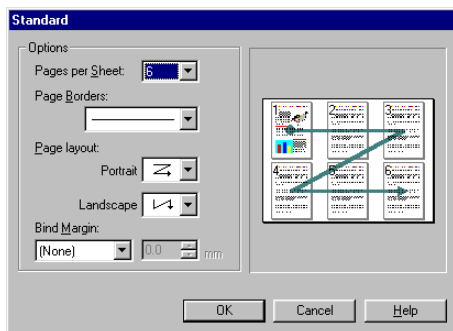 Standard
Options
Pages per Sheet: 6
Page Borders:
Page layout:
Portrait
Landscape
Bind Margin:
(None) 0.0 mm
1 2 3
4 5 6
OK Cancel Help